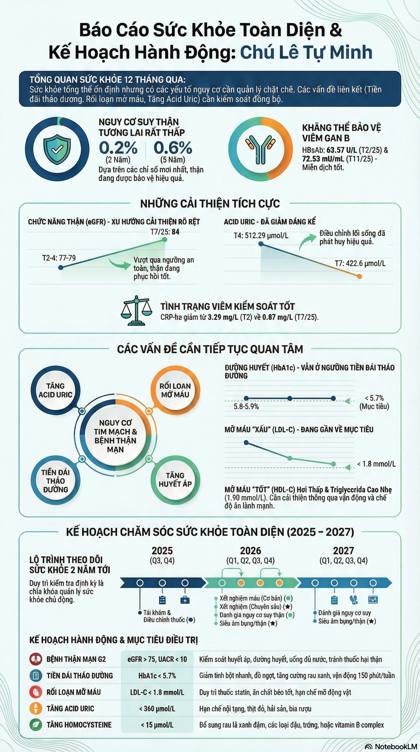 Báo Cáo Sức Khỏe Toàn Diện &
Kế Hoạch Hành Động: Chú Lê Tự Minh
TỔNG QUAN SỨC KHỎE 12 THÁNG QUA:
Sức khỏe tổng thể ổn định nhưng có các yếu tố nguy cơ cần quản lý chặt chẽ. Các vấn đề liên kết (Tiền
đái tháo dương. Rối loạn mỡ máu, Tăng Acid Uric) cần kiểm soát đồng bộ.
NGUY CƠ SUY THẬN
TƯƠNG LAI RẤT THẤP
0.2% 0.6%
(2 Năm) (5 Năm)
Dựa trên các chỉ số mới nhất, thận
đang được bảo vệ hiệu quả.
KHÁNG THỂ BẢO VỆ
VIÊM GAN B
HBsAb: 63.57 U/L (T2/25) &
72.53 mU/mL (T11/25) -
Miễn dịch tốt.
NHỮNG CẢI THIỆN TÍCH CỰC
CHỨC NĂNG THẬN (eGFR) - XU HƯỚNG CẢI THIỆN RÕ RỆT
T7/25: 84
T2-4: 77-79
Vượt qua ngưỡng an
toàn, thận đang
phục hồi tốt.
ACID URIC - ĐÃ GIẢM ĐÁNG KỂ
T4: 512.29 µmol/L
Điều chỉnh lối sống đã
phát huy hiệu quả.
T7: 422.6 µmol/L
TÌNH TRẠNG VIÊM KIỂM SOÁT TỐT
CRP-hs giảm từ 3.29 mg/L (T2) về 0.87 mg/L (T7/25).
CÁC VẤN ĐỀ CẦN TIẾP TỤC QUAN TÂM
TĂNG
ACID URIC
RỐI LOẠN
MỠ MÁU
NGUY CƠ
TIM MẠCH &
BỆNH THẬN
MẠN
TIỀN ĐÁI
THÁO
DƯỜNG
TĂNG
HUYẾT ÁP
ĐƯỜNG HUYẾT (HbA1c) - VẪN Ở NGƯỠNG TIỀN ĐÁI THÁO
ĐƯỜNG
5.8-5.9%
< 5.7%
(Mục tiêu)
MỠ MÁU "XẤU" (LDL-C) - ĐANG GẦN VỀ MỤC TIÊU
< 1.8 mmol/L
MỠ MÁU "TỐT" (HDL-C) Hơi Thấp & Triglycerida Cao Nhẹ
(1.90 mmol/L). Cần cải thiện thông qua vận động và chế
độ ăn lành mạnh.
KẾ HOẠCH CHĂM SÓC SỨC KHỎE TOÀN DIỆN (2025 – 2027)
LỘ TRÌNH THEO DÕI
SỨC KHỎE 2 NĂM TỚI
Duy trì kiểm tra định kỳ là chìa
khóa quản lý sức
khỏe chủ động.
2025
(Q3, Q4)
2026
(Q1, Q2, Q3, Q4)
2027
(Q1, Q2, Q3, Q4)
Tái khám &
Điều chỉnh thuốc
Xét nghiệm máu (Cơ bản)
Xét nghiệm (Chuyên sâu)
Đanh giá nguy cơ suy thận
Siêu âm bụng/thận
Đánh giá nguy cơ
Siêu âm bụng/thận
KẾ HOẠCH HÀNH ĐỘNG & MỤC TIÊU ĐIỀU TRỊ
BỆNH THẬN MẠN G2 eGFR > 75, UACR < 10 Kiểm soát huyết áp, đường huyết, uống đủ nước, tránh thuốc hại thận
TIỀN ĐÁI THÁO DƯỜNG HbA1c < 5.7% Giảm tinh bột nhanh, đồ ngọt, tăng cường rau xanh, vận động 150 phút/tuần
RỐI LOẠN MỠ MÁU LDL-C < 1.8 mmol/L Duy trì thuốc statin, ăn chất béo tốt, hạn chế mỡ động vật
TĂNG ACID URIC < 360 µmol/L Hạn chế nội tạng, thịt đỏ, hải sản, bia rượu
TĂNG HOMOCYSTEINE < 15 µmol/L Bổ sung rau lá xanh đậm, các loại đậu, trứng, hoặc vitamin B complex
NotebookLM